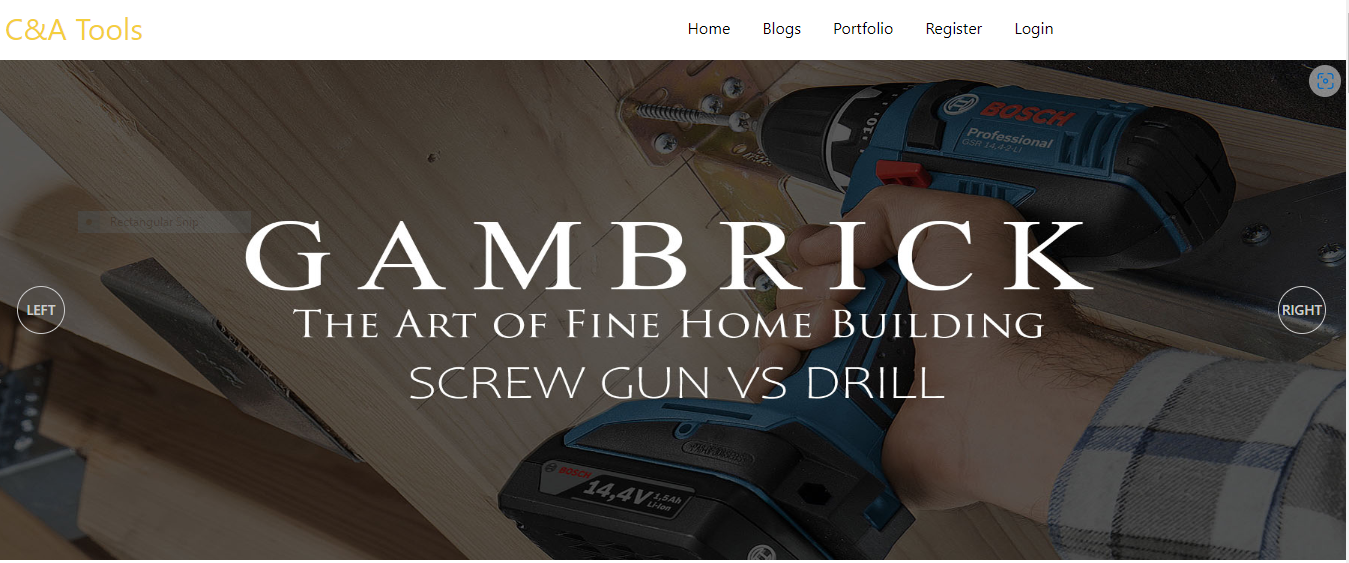 C&A Tools
Home Blogs Portfolio Register Login
BOSCH
Professional
GSR 14,4-2-LI
10
Rectangular Snip
GAMBRICK
LEFT
RIGHT
THE ART OF FINE HOME BUILDING
SCREW GUN VS DRILL
BOSCH
14,4V 1,5Ah
Li-Ion